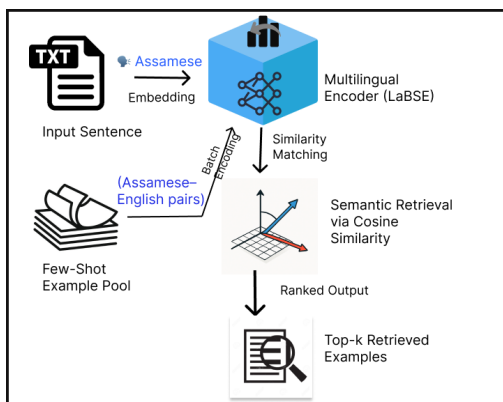 TXT
Assamese
Embedding
Input Sentence
Multilingual
Encoder (LaBSE)
Batch
Encoding
Similarity
Matching
(Assamese–
English pairs)
Few-Shot
Example Pool
Semantic Retrieval
via Cosine
Similarity
Ranked Output
Top-k Retrieved
Examples